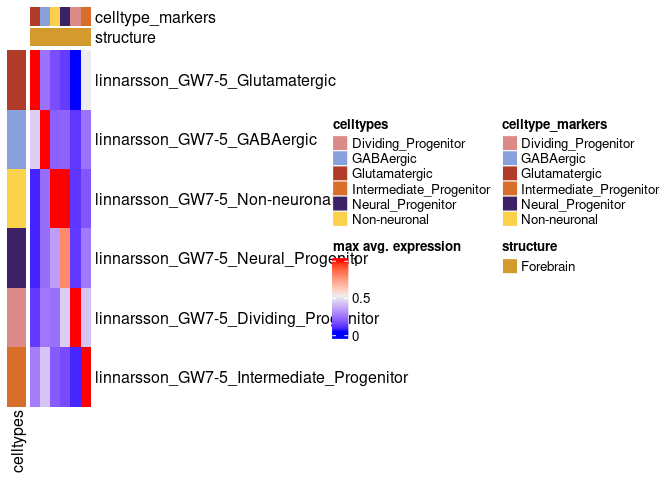 celltype_markers
structure
linnarsson_GW7-5_Glutamatergic
linnarsson_GW7-5_GABAergic
linnarsson_GW7-5_Non-neurona
linnarsson_GW7-5_Neural_Progenitor
linnarsson_GW7-5_Dividing_Progenitor
linnarsson_GW7-5_Intermediate_Progenitor
celltypes
celltypes
Dividing_Progenitor
GABAergic
Glutamatergic
Intermediate_Progenitor
Neural_Progenitor
Non-neuronal
max avg. expression
0.5
0
celltype_markers
Dividing_Progenitor
GABAergic
Glutamatergic
Intermediate_Progenitor
Neural_Progenitor
Non-neuronal
structure
Forebrain